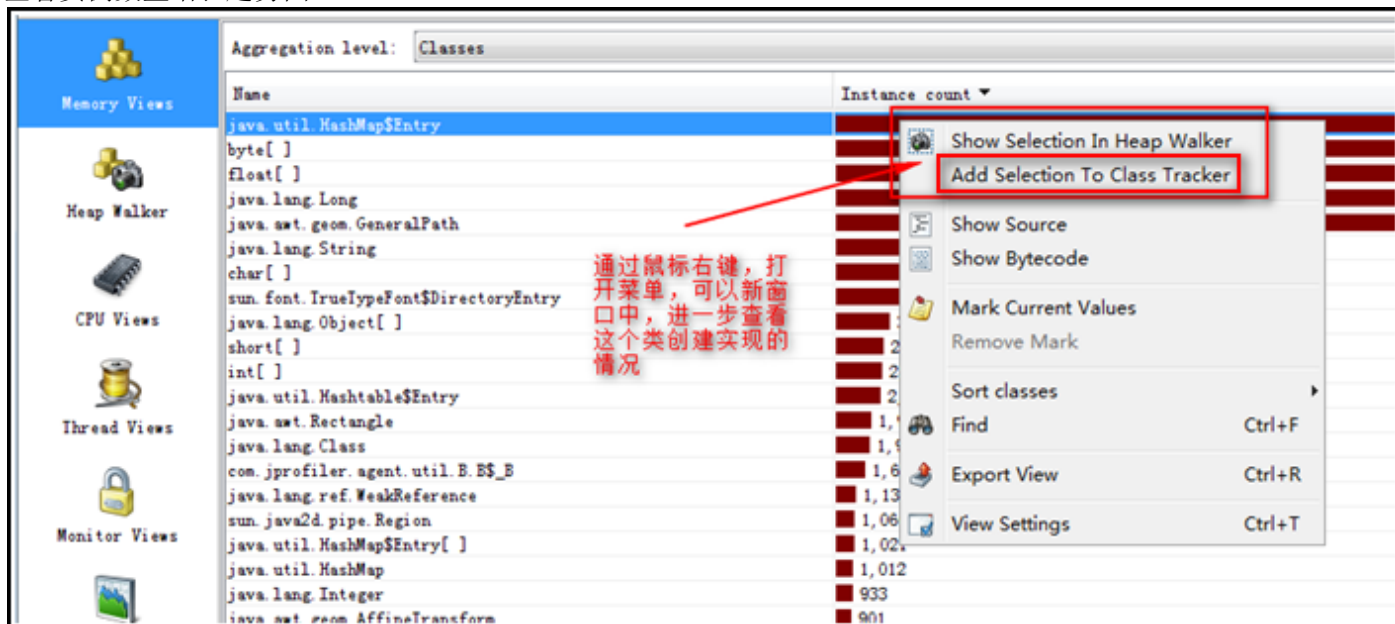 Aggregation level: Classes
Memory Views
Heap Walker
CPU Views
Thread Views
Monitor Views
Name Instance count
java.util.HashMap$Entry
byte[ ]
float[ ]
java.lang.Long
java.awt.geom.GeneralPath
java.lang.String
char[ ]
sun.font.TrueTypeFont$DirectoryEntry
java.lang.Object[ ]
short[ ]
int[ ]
java.util.Hashtable$Entry
java.awt.Rectangle
java.lang.Class
com.jprofiler.agent.util.B.B$_B
java.lang.ref.WeakReference
sun.java2d.pipe.Region
java.util.HashMap$Entry[ ]
java.util.HashMap 1,012
java.lang.Integer 933
java.awt.geom.AffineTransform 901
通过鼠标右键，打
开菜单，可以新窗
口中，进一步查看
这个类创建实现的
情况
Show Selection In Heap Walker
Add Selection To Class Tracker
Show Source
Show Bytecode
Mark Current Values
Remove Mark
Sort classes
Find Ctrl+F
Export View Ctrl+R
View Settings Ctrl+T